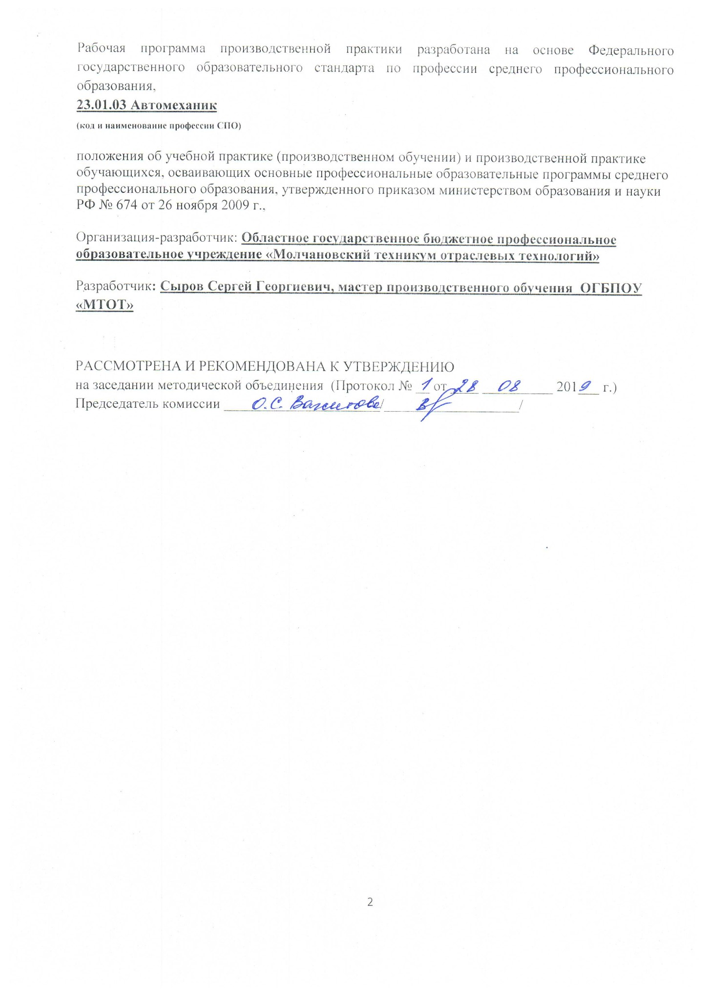 Рабочая программа производственной практики разработана на основе Федерального
государственного образовательного стандарта по профессии среднего профессионального
образования,
23.01.03 Автомеханик
(код и наименование профессии СПО)
положения об учебной практике (производственном обучении) и производственной практике
обучающихся, осваивающих основные профессиональные образовательные программы среднего
профессионального образования, утвержденного приказом министерством образования и науки
РФ № 674 от 26 ноября 2009 г.,
Организация-разработчик: Областное государственное бюджетное профессиональное
образовательное учреждение «Молчановский техникум отраслевых технологий»
Разработчик: Сыров Сергей Георгиевич, мастер производственного обучения ОГБПОУ
«МТОТ»
РАССМОТРЕНА И РЕКОМЕНДОВАНА К УТВЕРЖДЕНИЮ
на заседании методической объединения (Протокол № 1 от 28 08 2019 г.)
Председатель комиссии О.С. / /
2